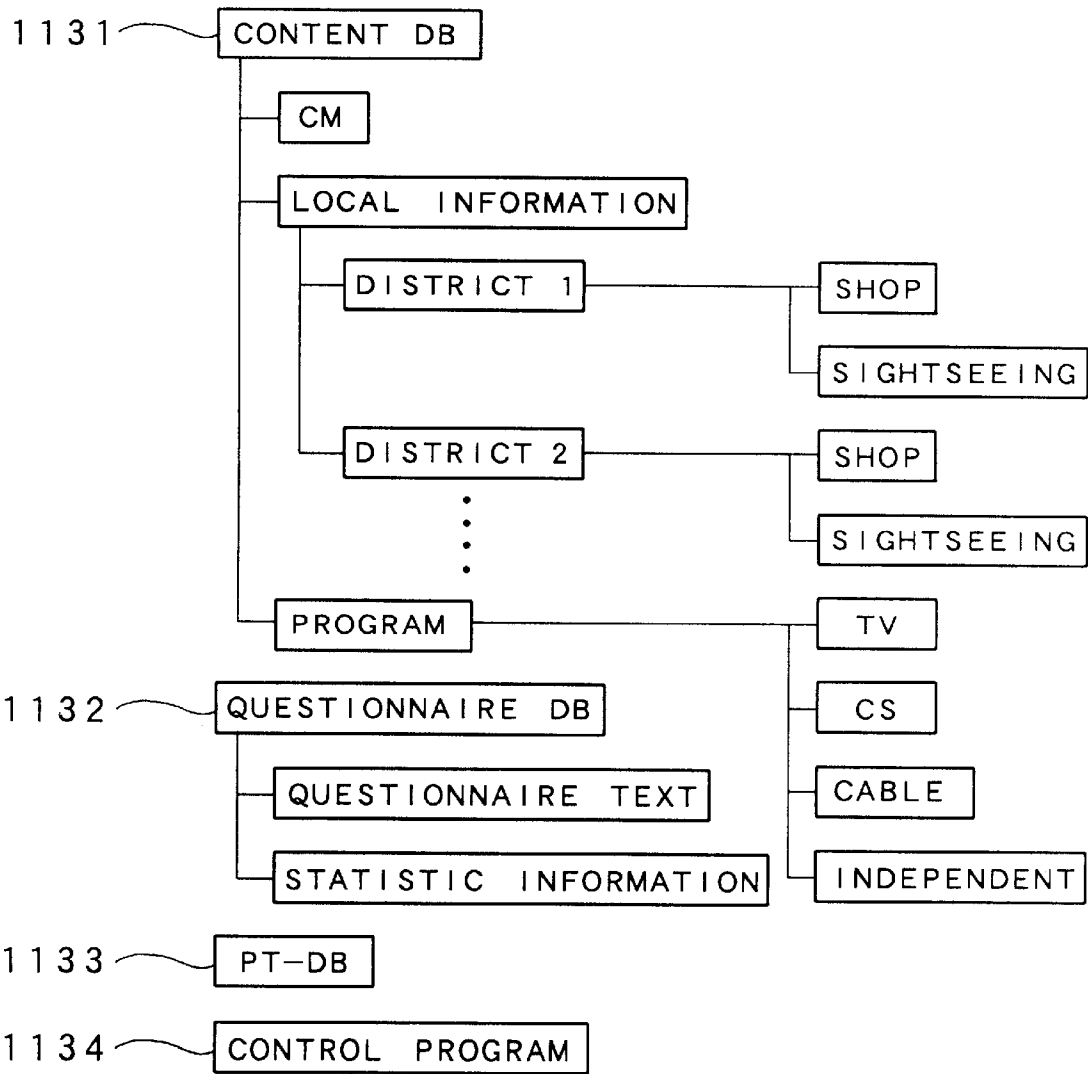 1131 CONTENT DB
CM
LOCAL INFORMATION
DISTRICT 1 SHOP
SIGHTSEEING
DISTRICT 2 SHOP
SIGHTSEEING
PROGRAM TV
1132 QUESTIONNAIRE DB CS
QUESTIONNAIRE TEXT CABLE
STATISTIC INFORMATION INDEPENDENT
1133 PT-DB
1134 CONTROL PROGRAM